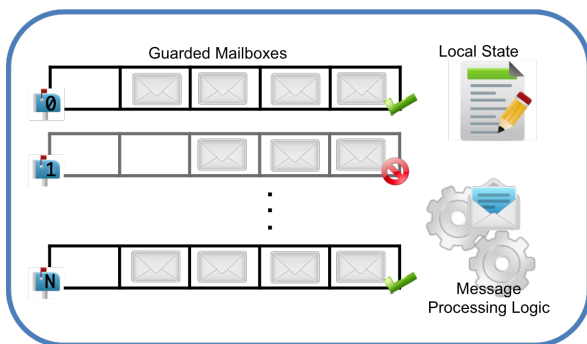 Guarded Mailboxes
Local State
0
1
N
Message
Processing Logic